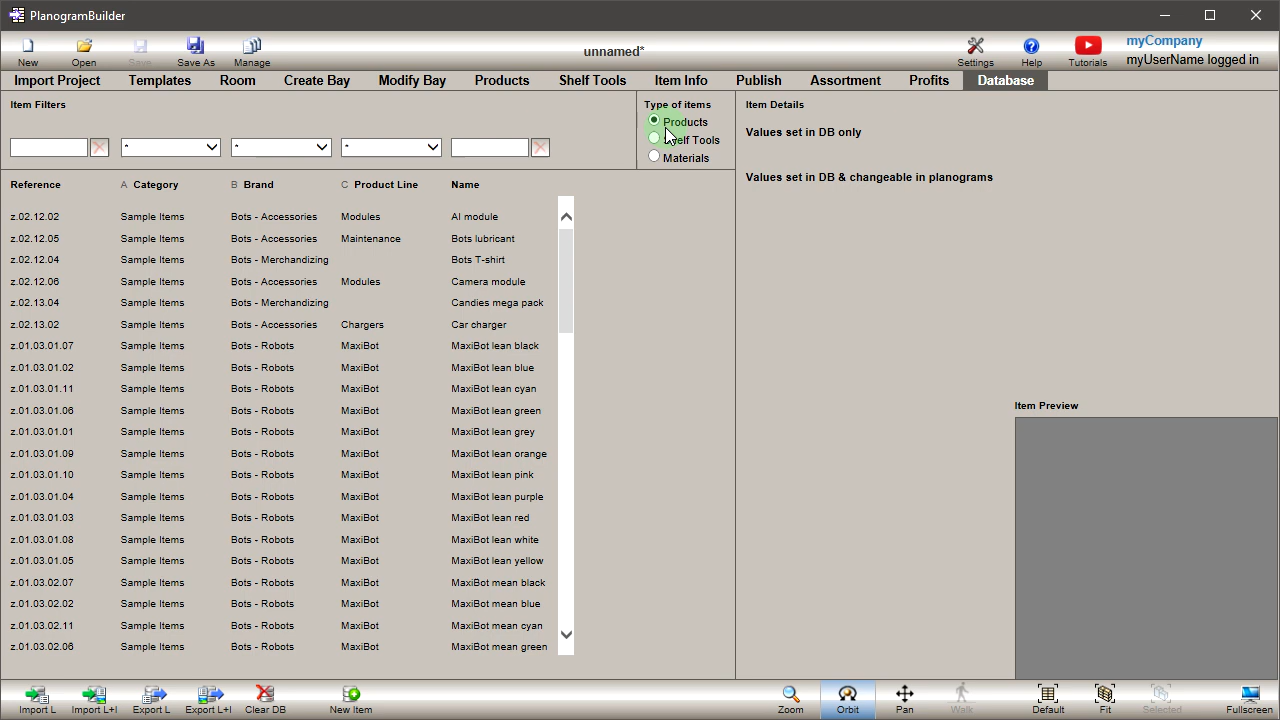 PlanogramBuilder
New Open Save Save As Manage unnamed* Settings Help Tutorials myCompany
myUserName logged in
Import Project Templates Room Create Bay Modify Bay Products Shelf Tools Item Info Publish Assortment Profits Database
Item Filters Type of items Item Details
Products
Values set in DB only
Shelf Tools
* * *
Materials
Values set in DB & changeable in planograms
Reference A Category B Brand C Product Line Name
z.02.12.02 Sample Items Bots - Accessories Modules AI module
z.02.12.05 Sample Items Bots - Accessories Maintenance Bots lubricant
z.02.12.04 Sample Items Bots - Merchandizing Bots T-shirt
z.02.12.06 Sample Items Bots - Accessories Modules Camera module
z.02.13.04 Sample Items Bots - Merchandizing Candies mega pack
z.02.13.02 Sample Items Bots - Accessories Chargers Car charger
z.01.03.01.07 Sample Items Bots - Robots MaxiBot MaxiBot lean black
z.01.03.01.02 Sample Items Bots - Robots MaxiBot MaxiBot lean blue
z.01.03.01.11 Sample Items Bots - Robots MaxiBot MaxiBot lean cyan
z.01.03.01.06 Sample Items Bots - Robots MaxiBot MaxiBot lean green
Item Preview
z.01.03.01.01 Sample Items Bots - Robots MaxiBot MaxiBot lean grey
z.01.03.01.09 Sample Items Bots - Robots MaxiBot MaxiBot lean orange
z.01.03.01.10 Sample Items Bots - Robots MaxiBot MaxiBot lean pink
z.01.03.01.04 Sample Items Bots - Robots MaxiBot MaxiBot lean purple
z.01.03.01.03 Sample Items Bots - Robots MaxiBot MaxiBot lean red
z.01.03.01.08 Sample Items Bots - Robots MaxiBot MaxiBot lean white
z.01.03.01.05 Sample Items Bots - Robots MaxiBot MaxiBot lean yellow
z.01.03.02.07 Sample Items Bots - Robots MaxiBot MaxiBot mean black
z.01.03.02.02 Sample Items Bots - Robots MaxiBot MaxiBot mean blue
z.01.03.02.11 Sample Items Bots - Robots MaxiBot MaxiBot mean cyan
z.01.03.02.06 Sample Items Bots - Robots MaxiBot MaxiBot mean green
Import L Import L+I Export L Export L+I Clear DB New Item Zoom Orbit Pan Walk Default Fit Selected Fullscreen